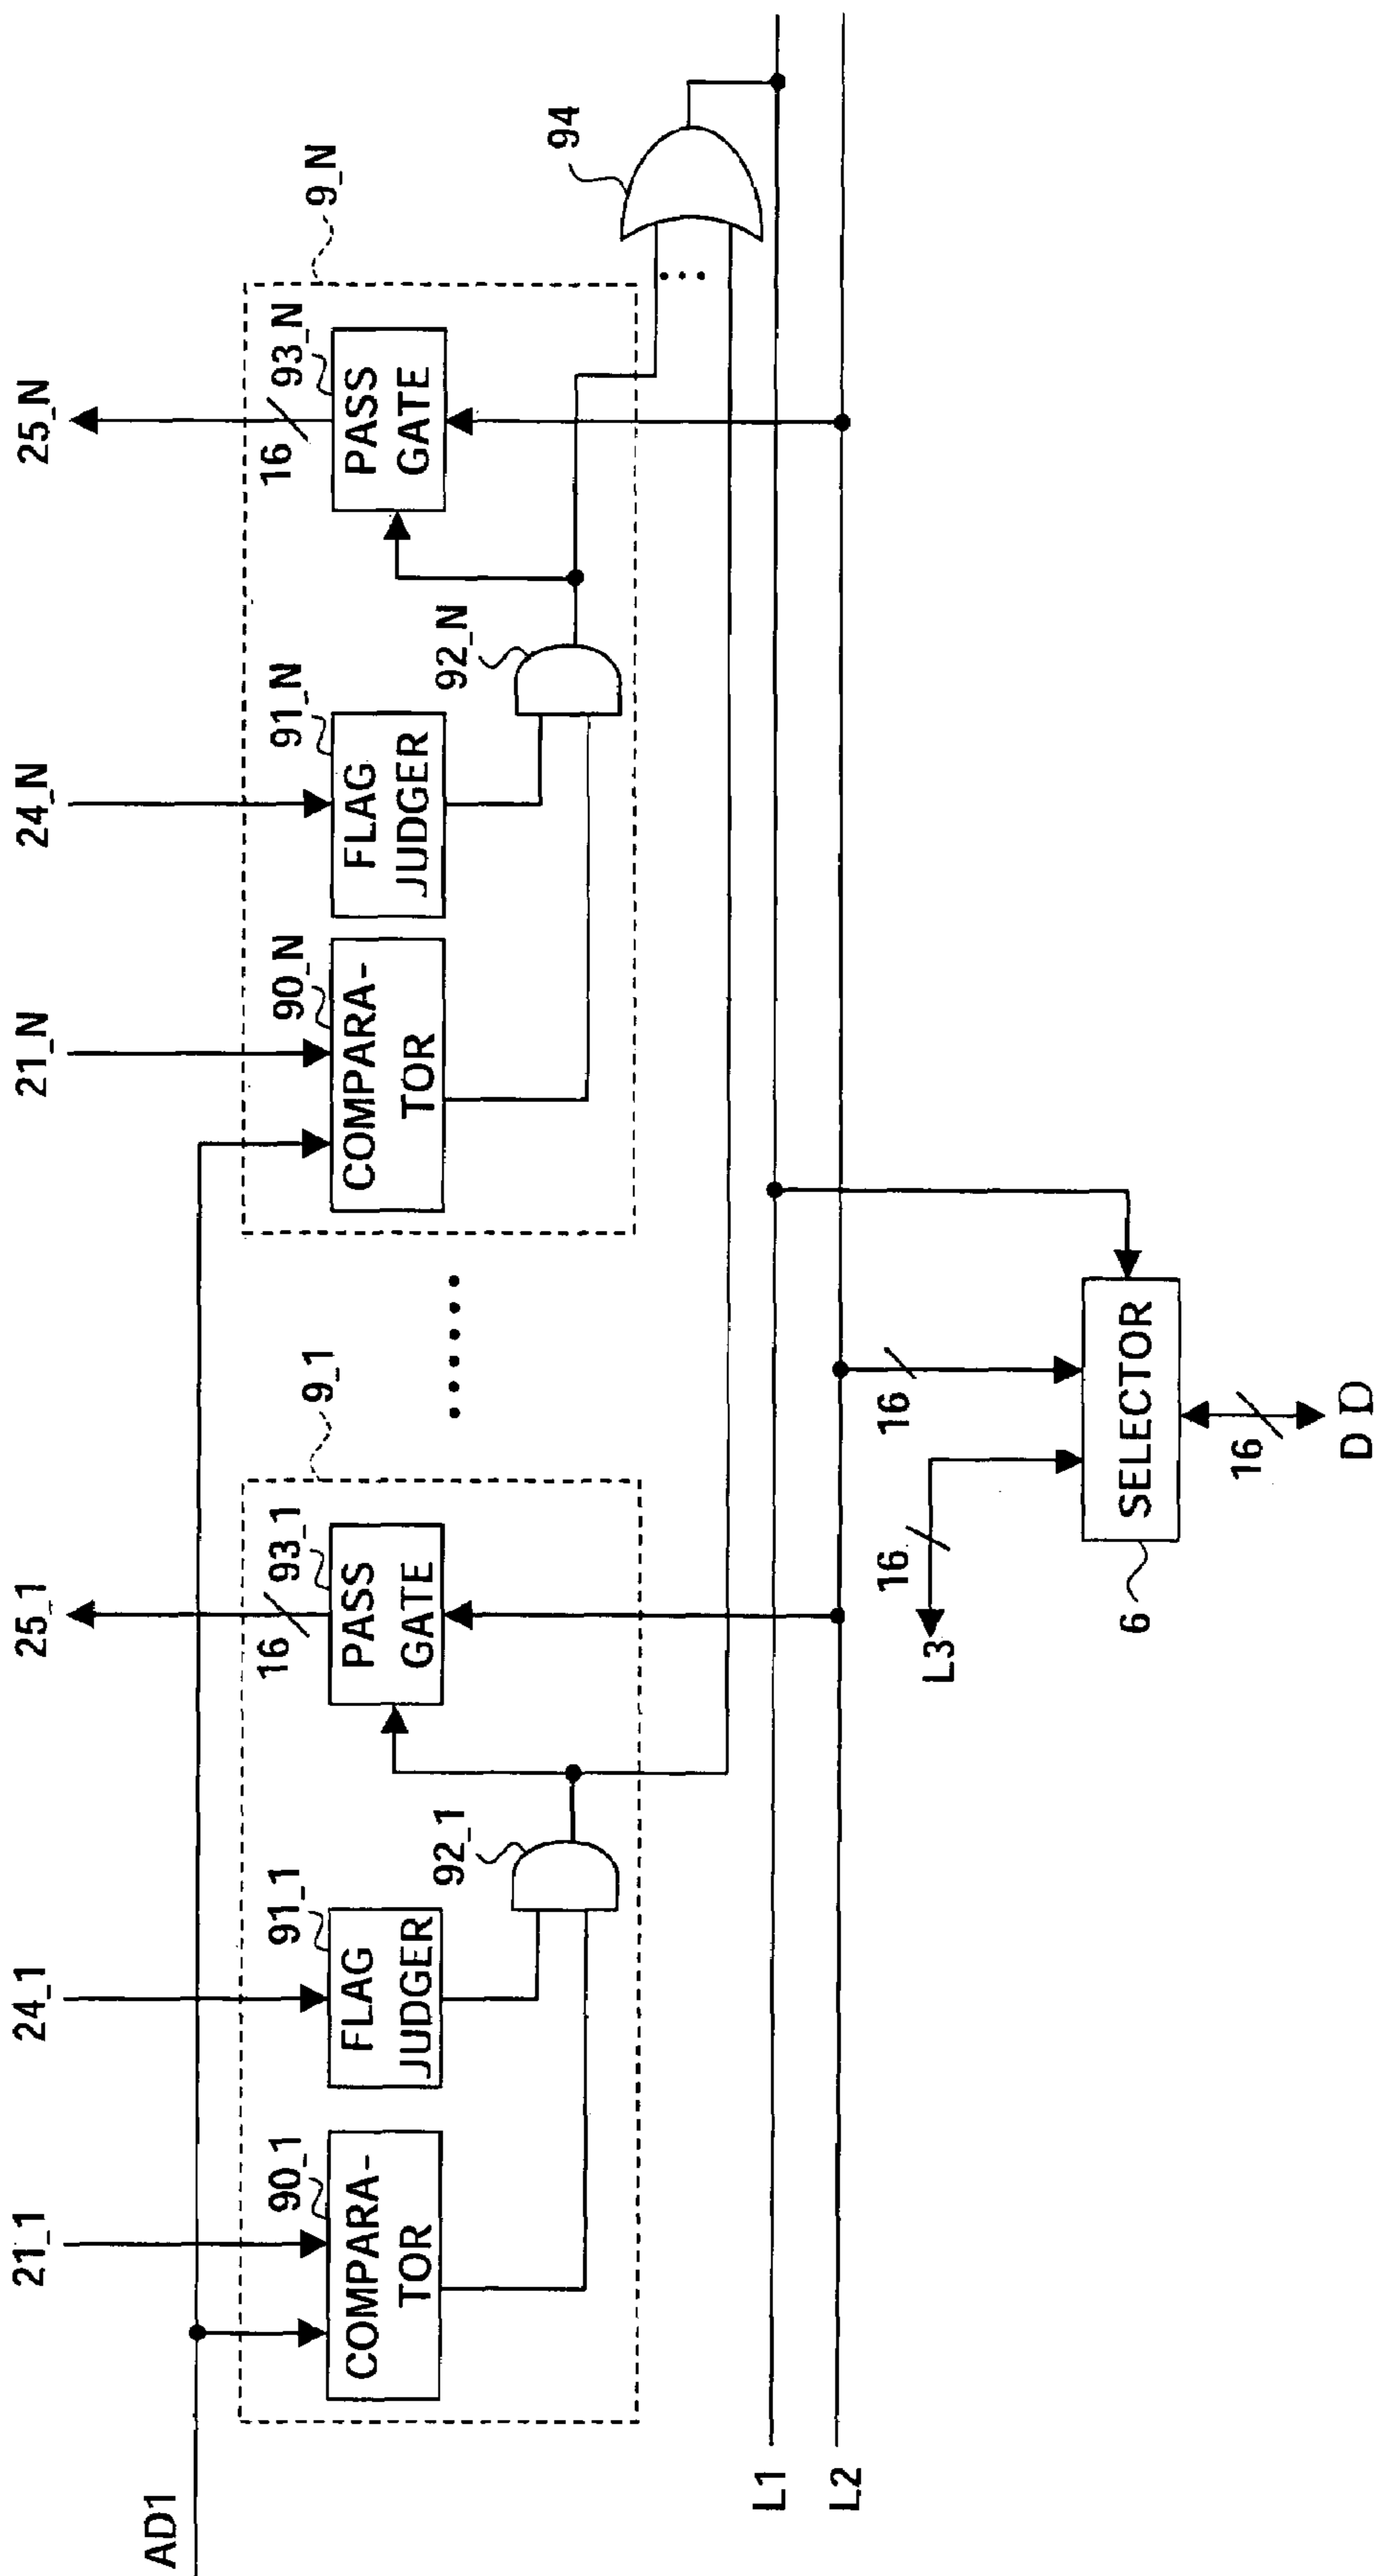 21_1
24_1
25_1
21_N
24_N
25_N
AD1
90_1
91_1
16
93_1
9_1
90_N
91_N
16
93_N
9_N
COMPARA-
TOR
FLAG
JUDGER
PASS
GATE
COMPARA-
TOR
FLAG
JUDGER
PASS
GATE
92_1
92_N
94
L1
L2
L3
16
16
6
SELECTOR
16
DIO